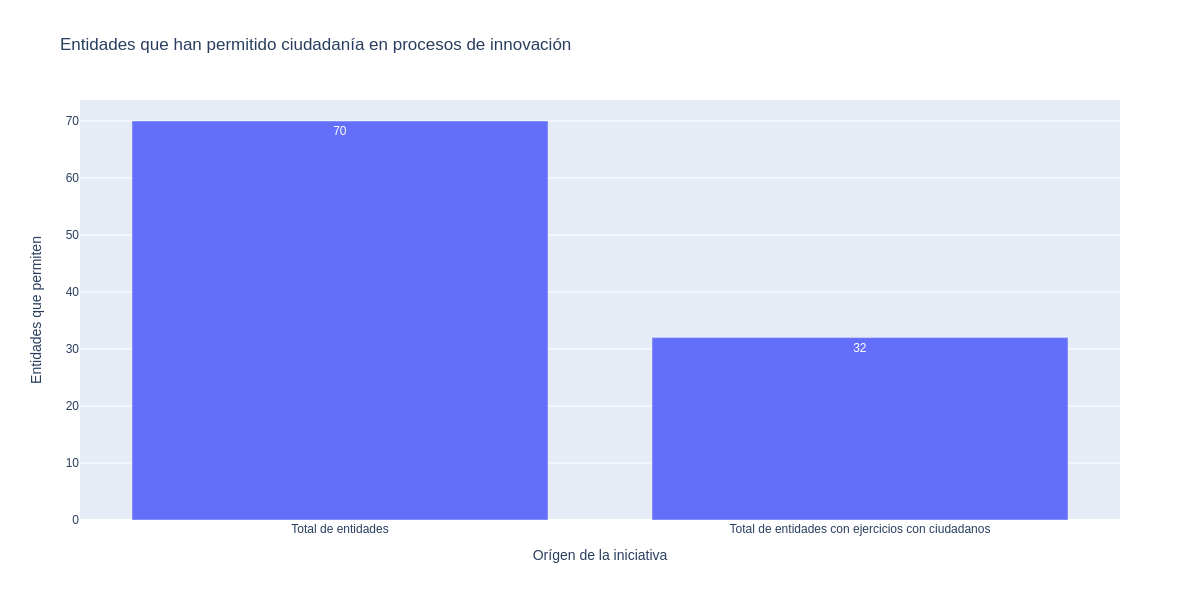 Entidades que han permitido ciudadanía en procesos de innovación
Entidades que permiten
70
60
50
40
30
20
10
0
70
32
Total de entidades
Total de entidades con ejercicios con ciudadanos
Orígen de la iniciativa